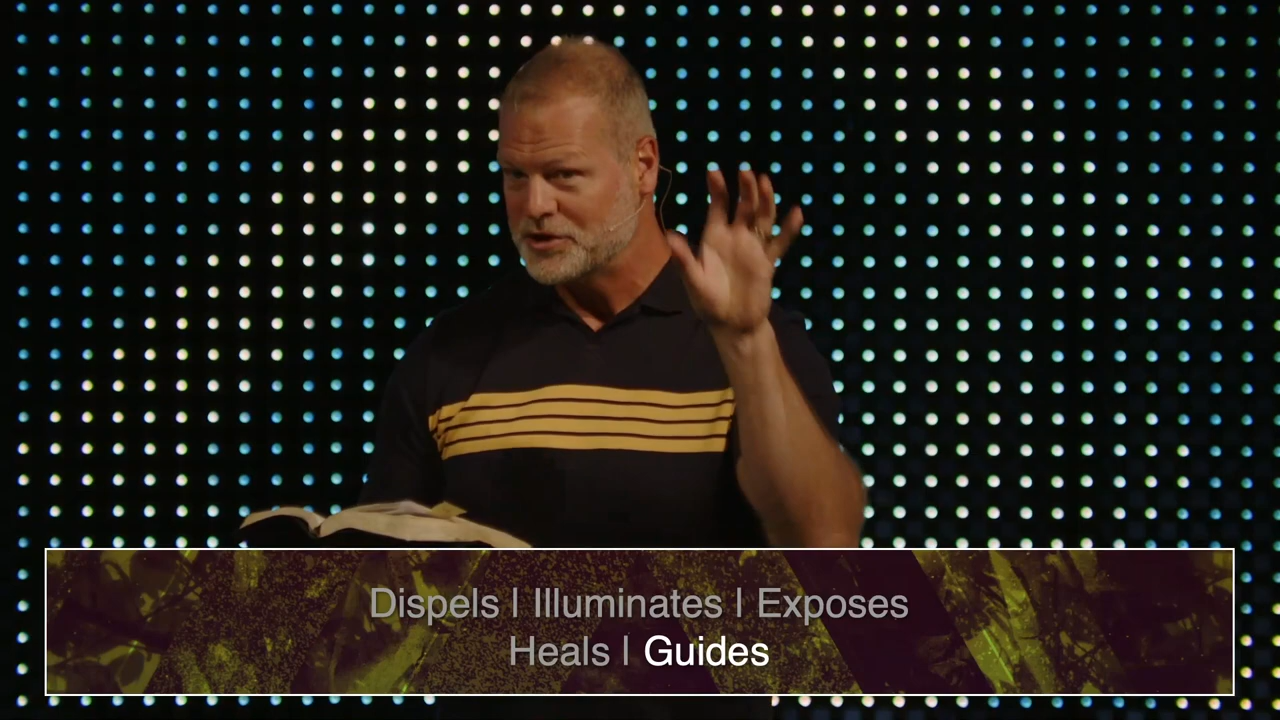 Dispels | Illuminates | Exposes
Heals | Guides